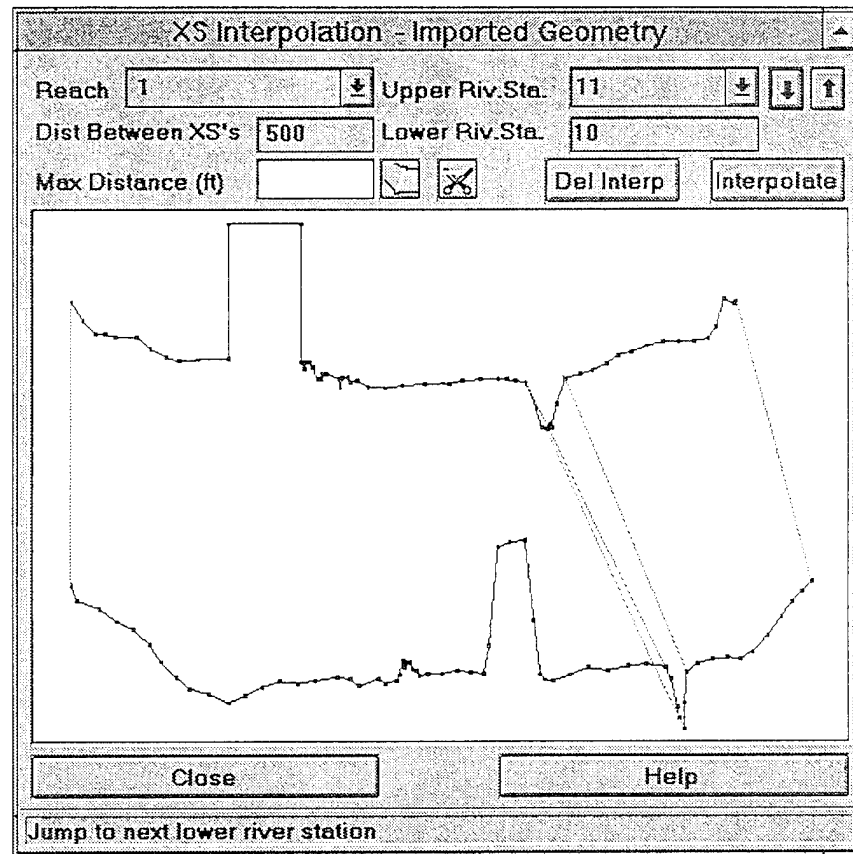 XS Interpolation - Imported Geometry
Reach 1 Upper Riv.Sta. 11
Dist Between XS's 500 Lower Riv.Sta. 10
Max Distance (ft) Del Interp Interpolate
Close Help
Jump to next lower river station